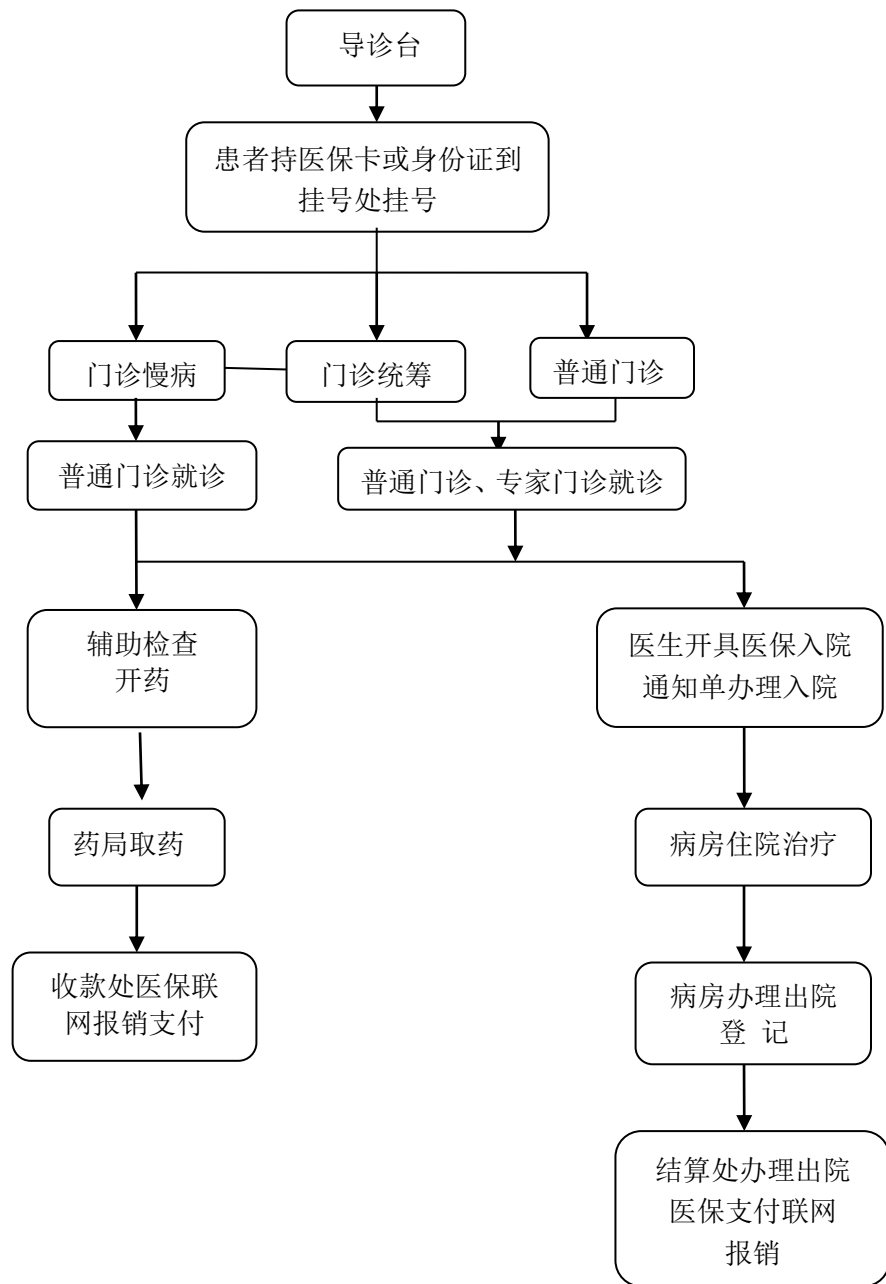 导诊台
患者持医保卡或身份证到
挂号处挂号
门诊慢病
门诊统筹
普通门诊
普通门诊就诊
普通门诊、专家门诊就诊
辅助检查
开药
医生开具医保入院
通知单办理入院
药局取药
病房住院治疗
收款处医保联
网报销支付
病房办理出院
登 记
结算处办理出院
医保支付联网
报销